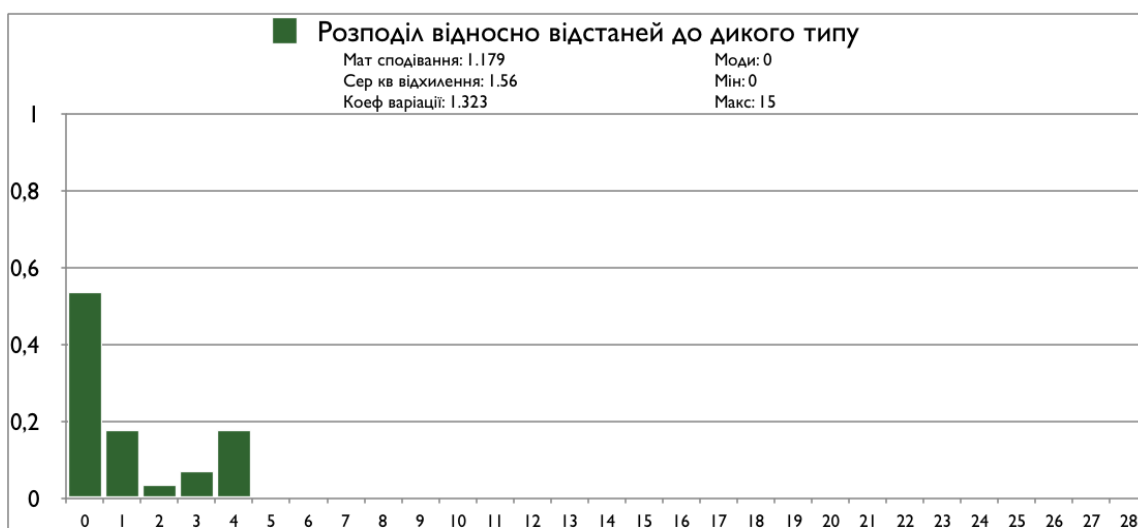 Розподіл відносно відстаней до дикого типу
Мат сподівання: 1.179
Сер кв відхилення: 1.56
Коеф варіації: 1.323
Моди: 0
Мін: 0
Макс: 15
1
0,8
0,6
0,4
0,2
0
0 1 2 3 4 5 6 7 8 9 10 11 12 13 14 15 16 17 18 19 20 21 22 23 24 25 26 27 28